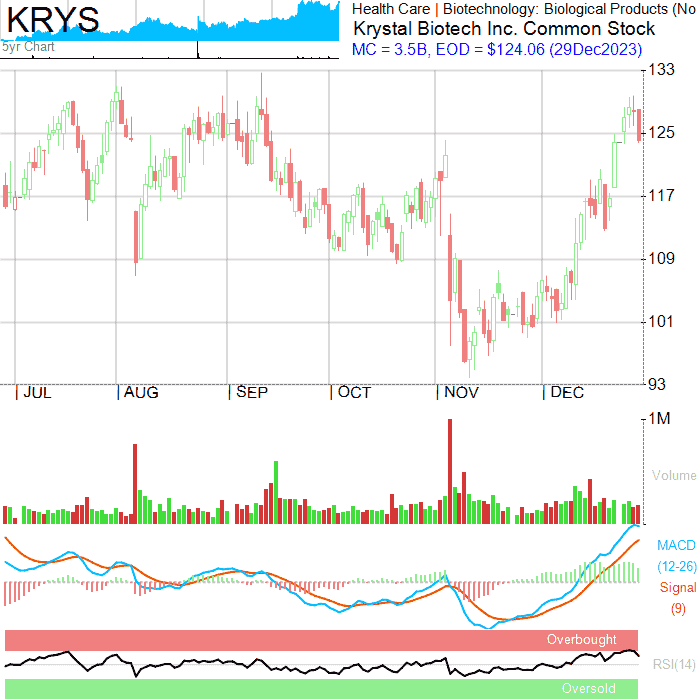 KRYS
5yr Chart
Health Care | Biotechnology: Biological Products (No
Krystal Biotech Inc. Common Stock
MC = 3.5B, EOD = $124.06 (29Dec2023)
133
125
117
109
101
93
| JUL | AUG | SEP | OCT | NOV | DEC
1M
Volume
MACD
(12-26)
Signal
(9)
Overbought
RSI(14)
Oversold